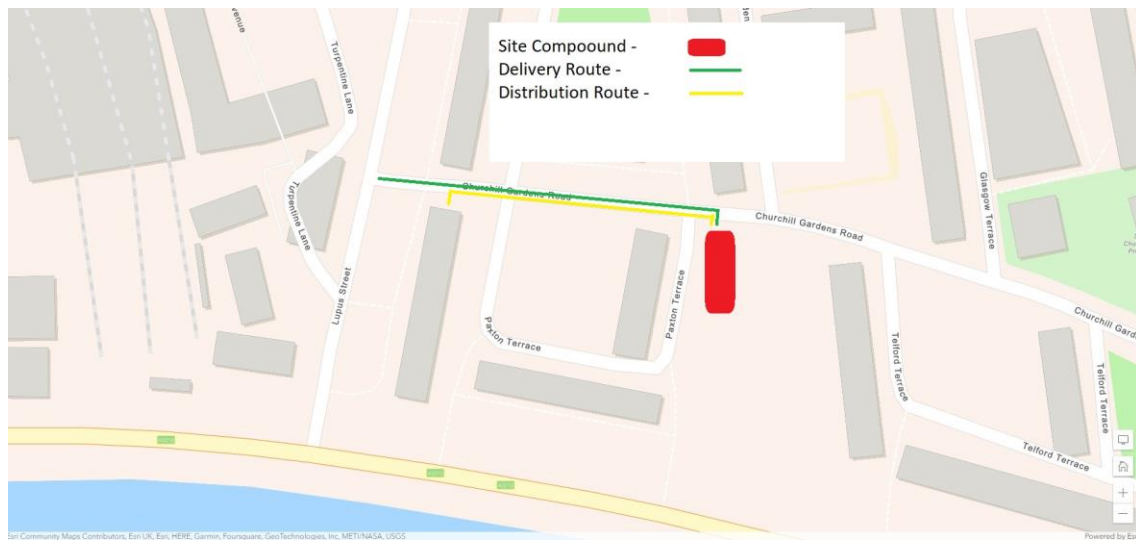 Site Compoound -
Delivery Route -
Distribution Route -
venue
Turpentine Lane
Turpentine Lane
Lupus Street
Churchill Gardens Road
Churchill Gardens Road
Churchill Gard
Paxton Terrace
Paxton Terrace
Glasgow Terrace
Telford Terrace
Telford Terrace
Telford Terrace
Esri Community Maps Contributors, Esri UK, Esri, HERE, Garmin, Foursquare, GeoTechnologies, Inc, METI/NASA, USGS
Powered by Esri